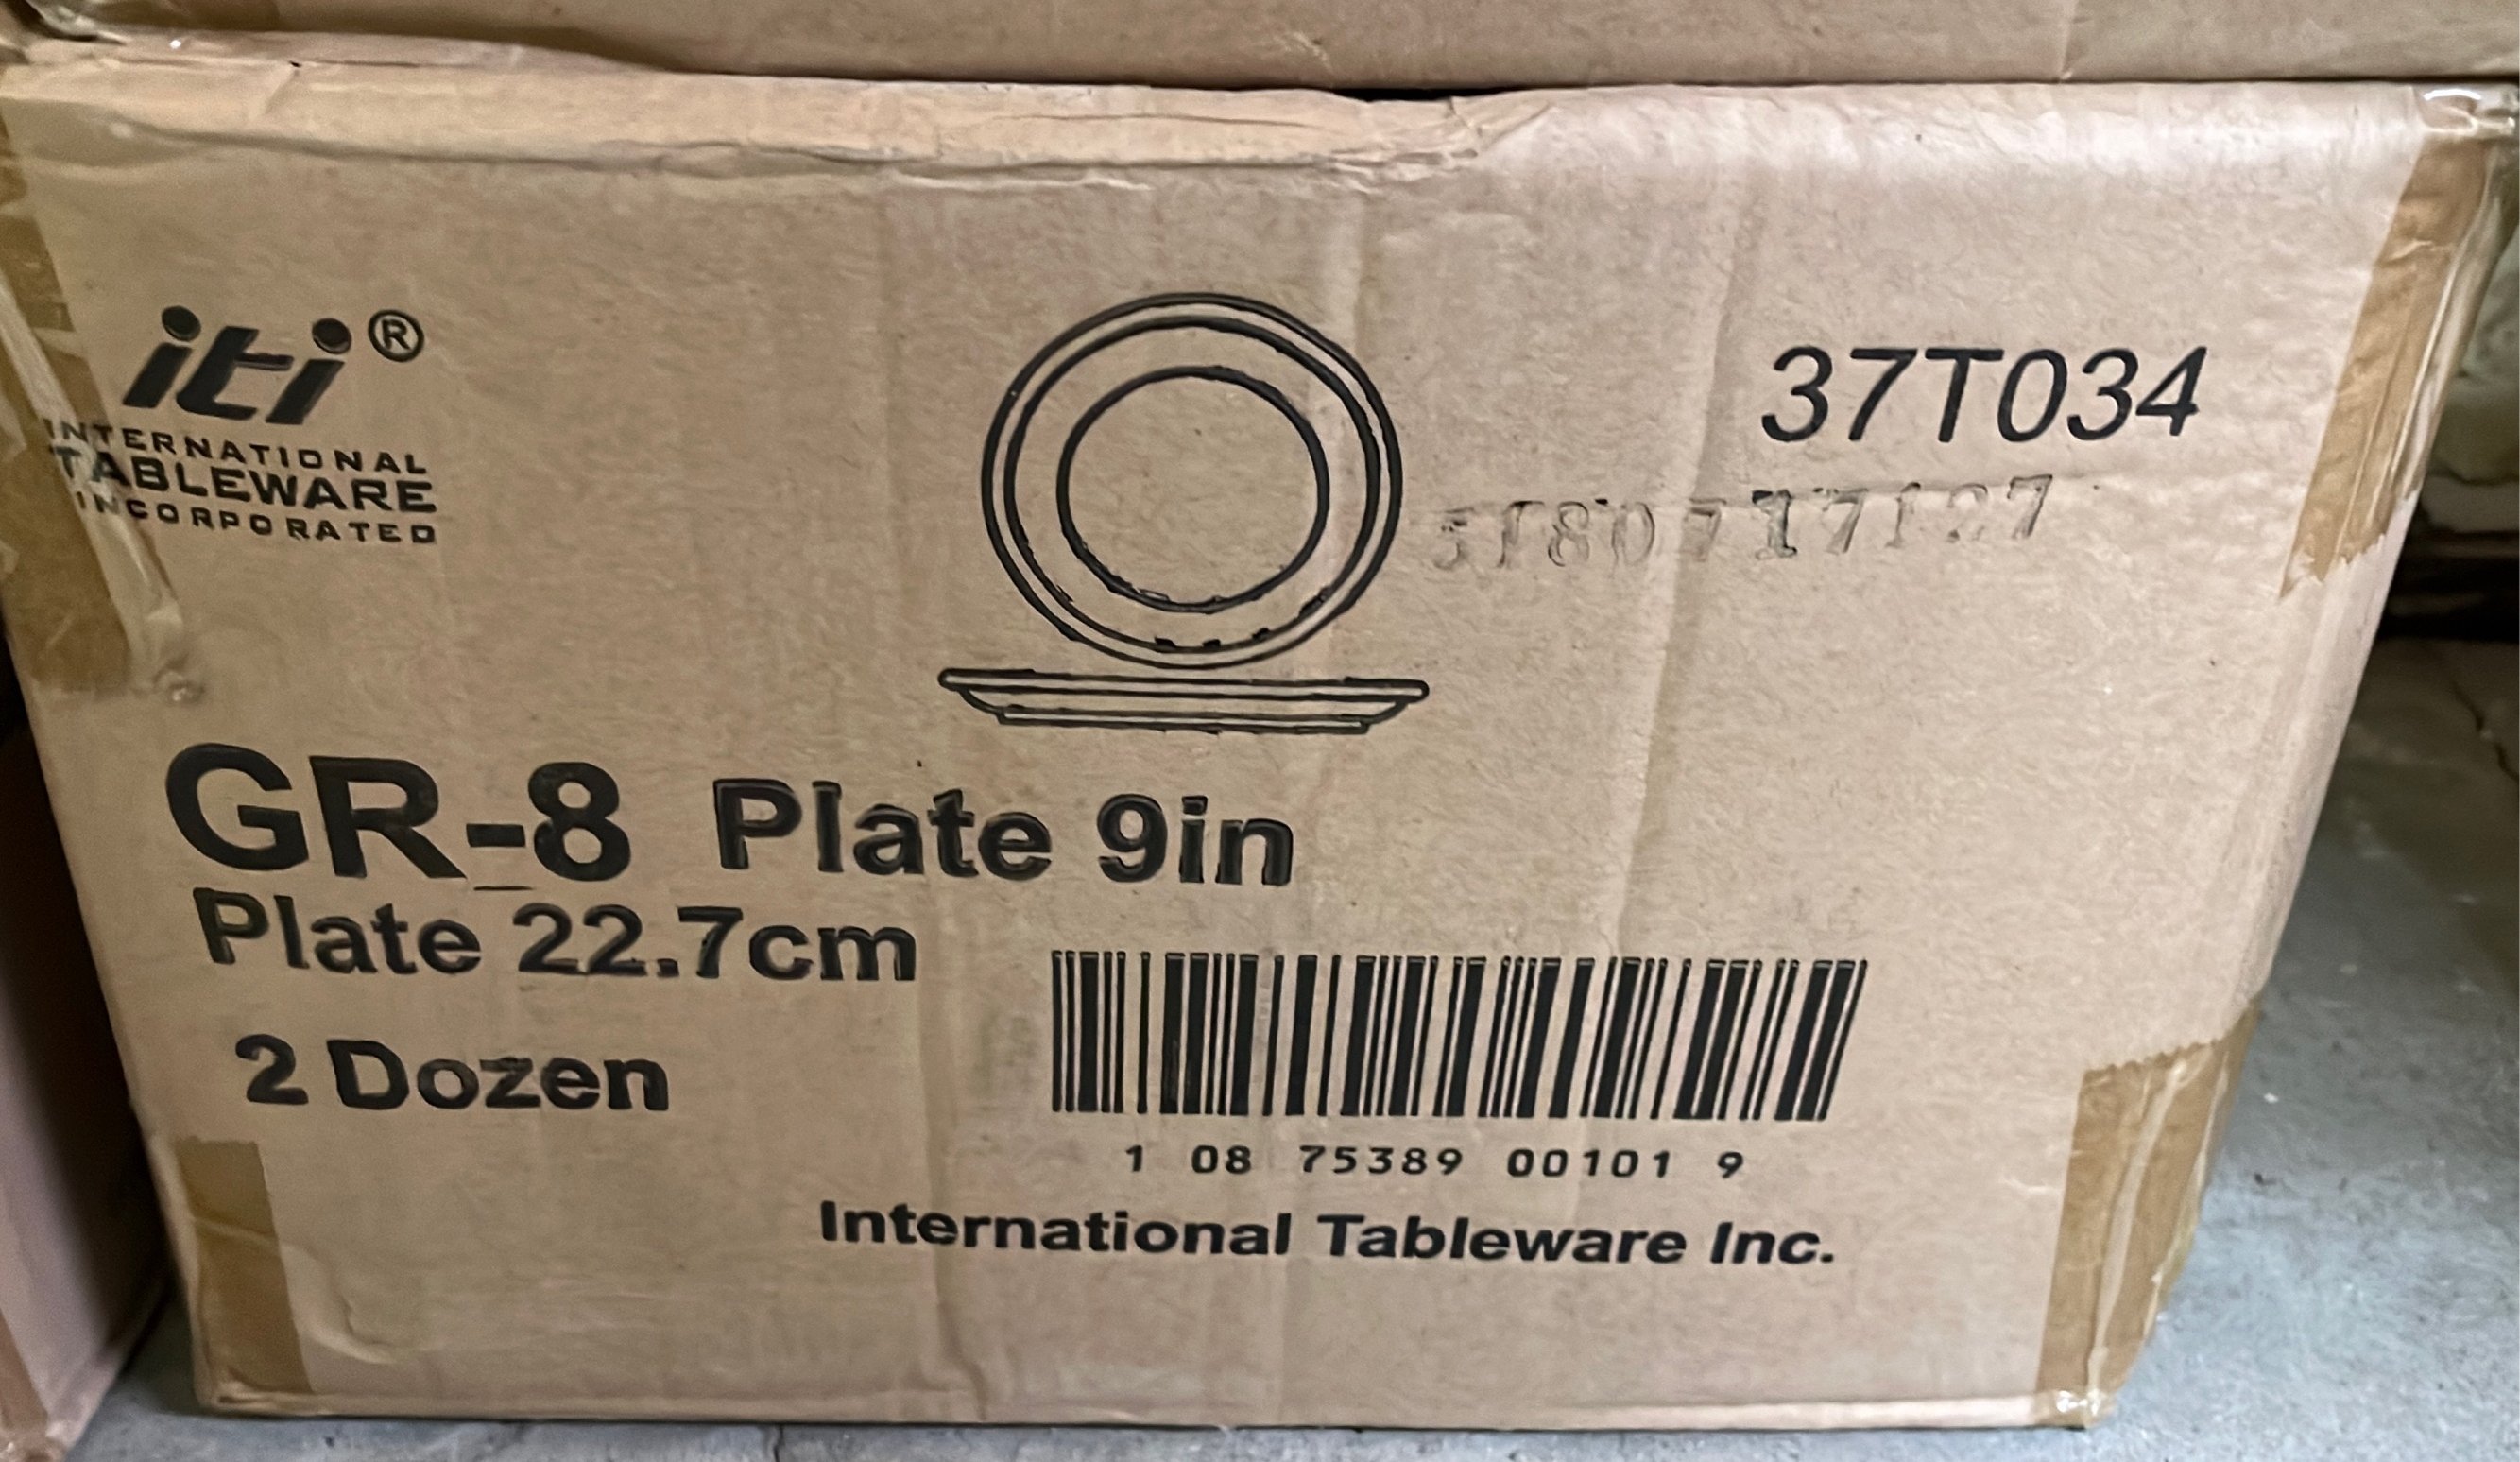 iti®
INTERNATIONAL
TABLEWARE
INCORPORATED
37T034
GR-8 Plate 9in
Plate 22.7cm
2 Dozen
1 08 75389 00101 9
International Tableware Inc.